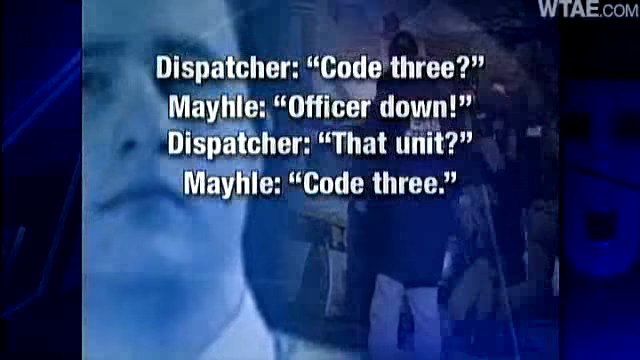 WTAE.COM
Dispatcher: “Code three?”
Mayhle: “Officer down!”
Dispatcher: “That unit?”
Mayhle: “Code three.”